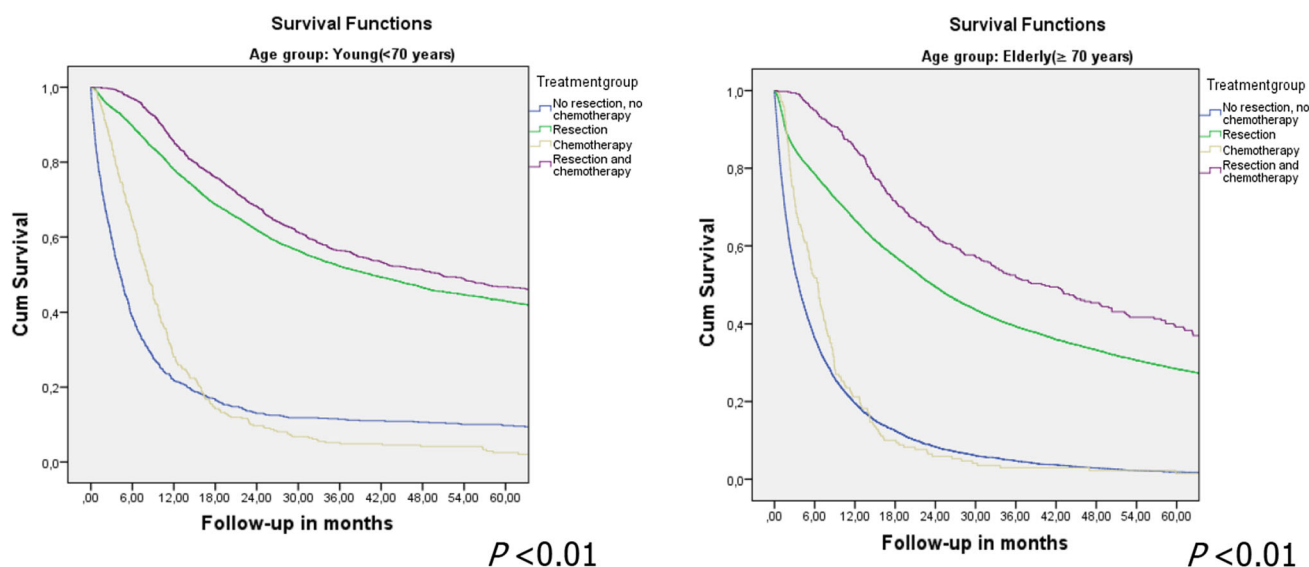 Survival Functions
Age group: Young(<70 years)
Treatmentgroup
No resection, no
chemotherapy
Resection
Chemotherapy
Resection and
chemotherapy
Cum Survival
1,0
0,8
0,6
0,4
0,2
0,0
,00 6,00 12,00 18,00 24,00 30,00 36,00 42,00 48,00 54,00 60,00
Follow-up in months
P <0.01
Survival Functions
Age group: Elderly(≥ 70 years)
Treatmentgroup
No resection, no
chemotherapy
Resection
Chemotherapy
Resection and
chemotherapy
Cum Survival
1,0
0,8
0,6
0,4
0,2
0,0
,00 6,00 12,00 18,00 24,00 30,00 36,00 42,00 48,00 54,00 60,00
Follow-up in months
P <0.01